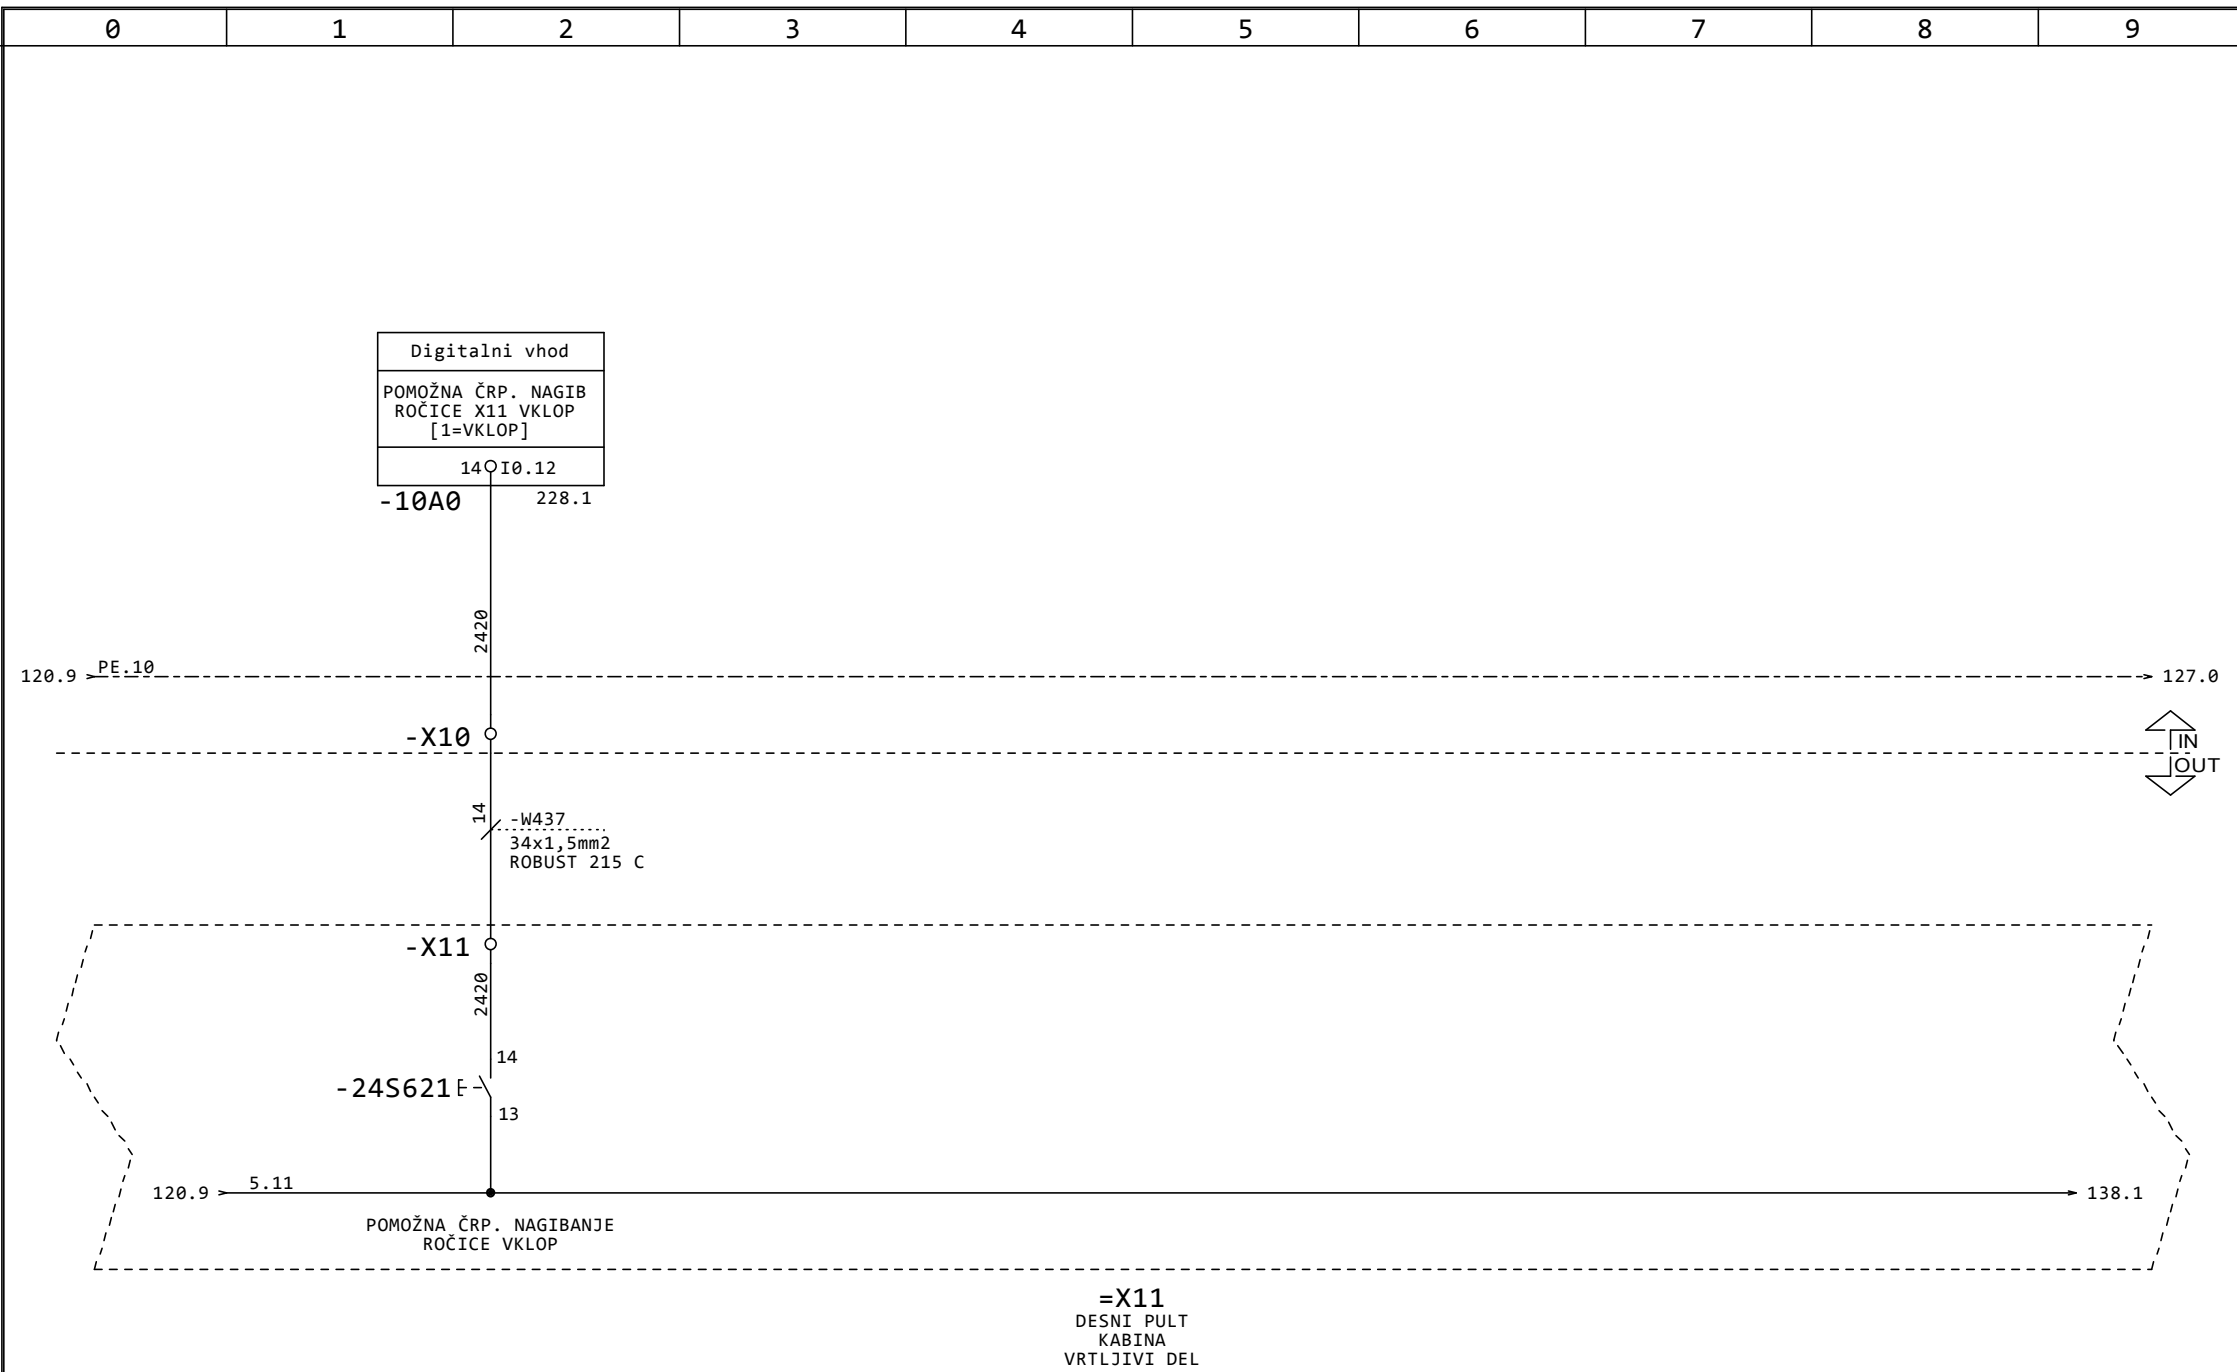 0 1 2 3 4 5 6 7 8 9
Digitalni vhod
POMOŽNA ČRP. NAGIB
ROČICE X11 VKLOP
[1=VKLOP]
14 I0.12
-10A0 228.1
2420
120.9 PE.10 127.0
-X10
IN
OUT
14
-W437
34x1,5mm2
ROBUST 215 C
-X11
2420
14
-24S621
13
120.9 5.11 138.1
POMOŽNA ČRP. NAGIBANJE
ROČICE VKLOP
=X11
DESNI PULT
KABINA
VRTLJIVI DEL